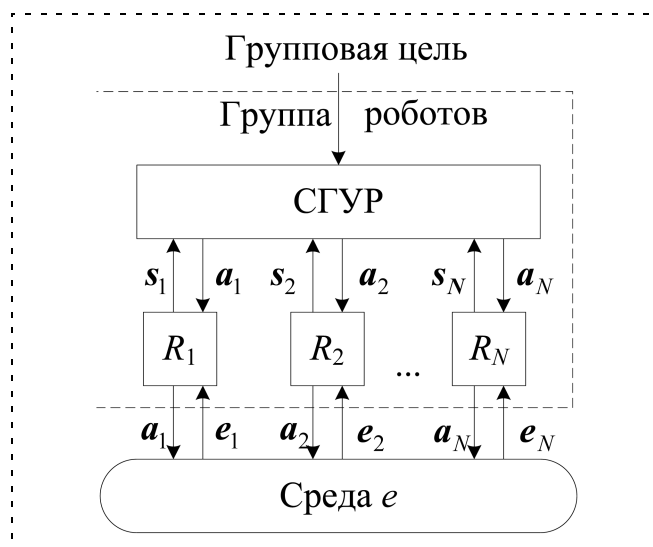 Групповая цель
Группа роботов
СГУР
s1 a1 s2 a2 sN aN
R1 R2 ... RN
a1 e1 a2 e2 aN eN
Среда e